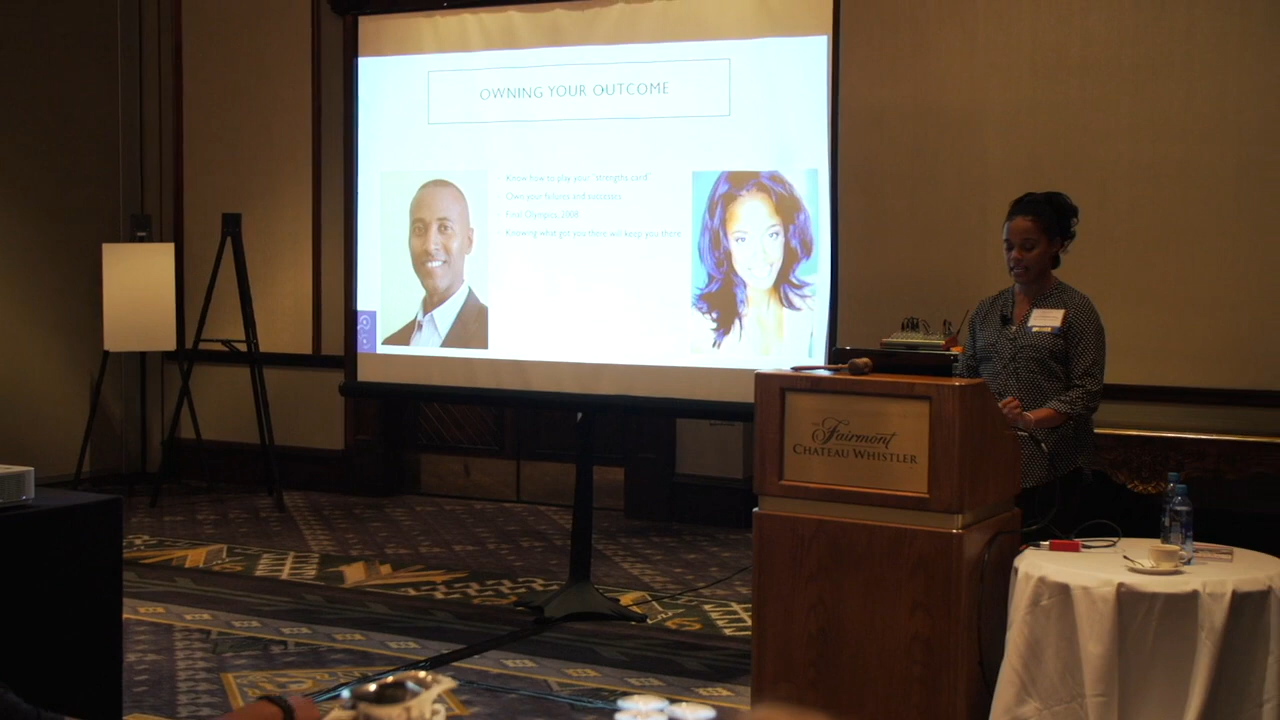 OWNING YOUR OUTCOME
Know how to play your "strengths card"
Own your failures and successes
Final Olympics, 2008
Knowing what got you there will keep you there
THE
Fairmont
CHATEAU WHISTLER